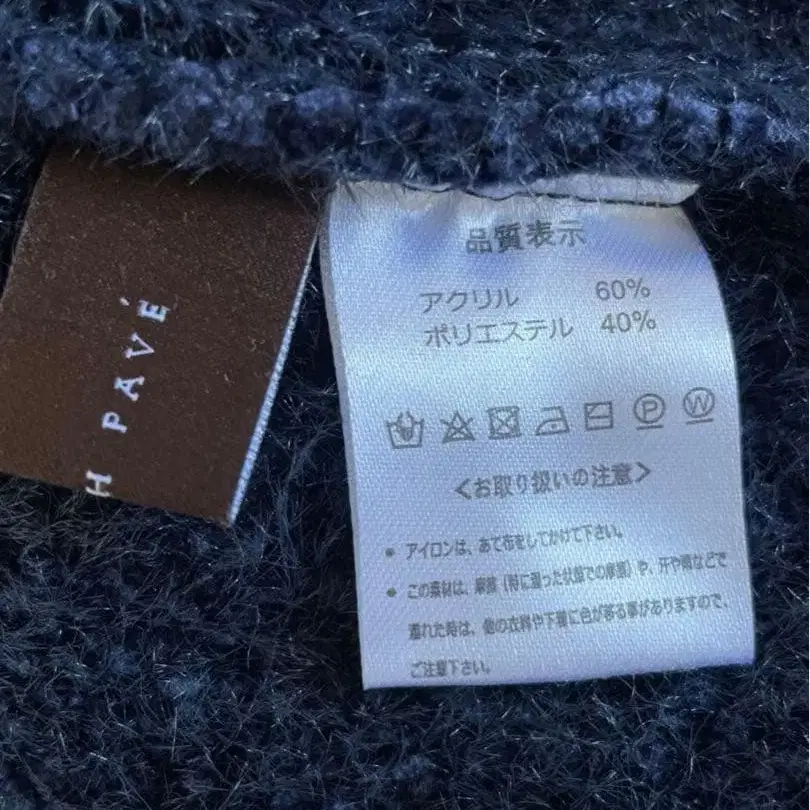 H PAVÉ
品質表示
アクリル 60%
ポリエステル 40%
P W
<お取り扱いの注意>
● アイロンは、あて布をしてかけて下さい。
● この素材は、摩擦(特に湿った状態での摩擦)や、汗や雨などで
濡れた時は、他の衣料や下着に色が移る事がありますので、
ご注意下さい。